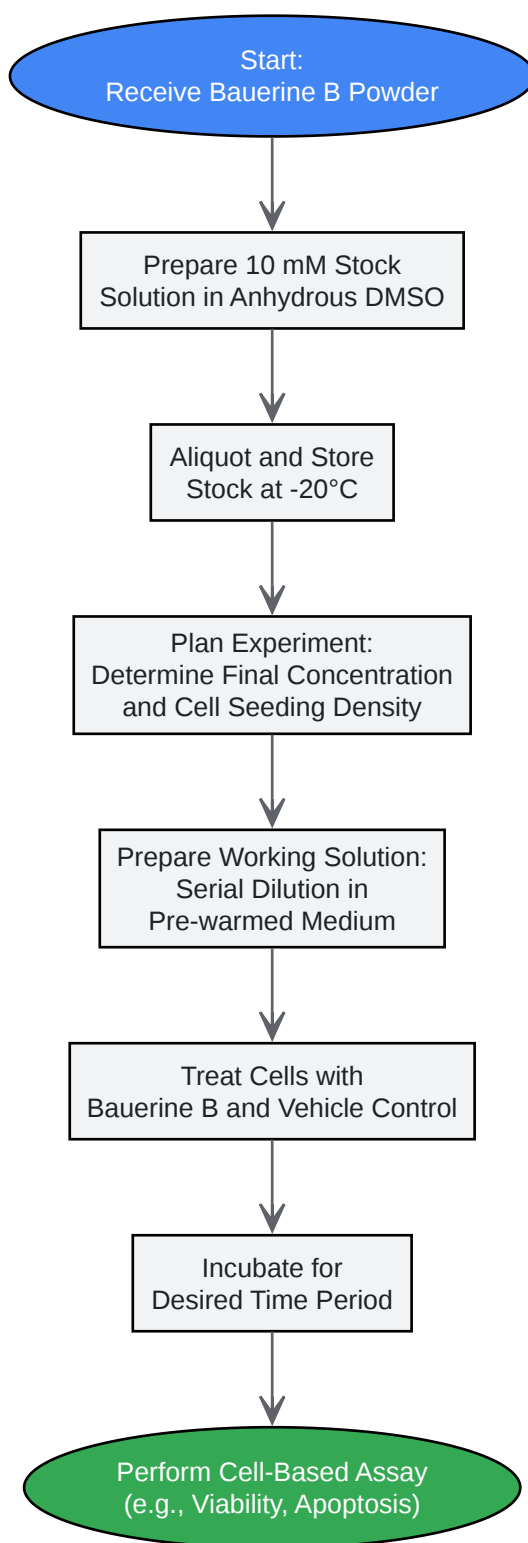 Start:
Receive Bauerine B Powder
Prepare 10 mM Stock
Solution in Anhydrous DMSO
Aliquot and Store
Stock at -20°C
Plan Experiment:
Determine Final Concentration
and Cell Seeding Density
Prepare Working Solution:
Serial Dilution in
Pre-warmed Medium
Treat Cells with
Bauerine B and Vehicle Control
Incubate for
Desired Time Period
Perform Cell-Based Assay
(e.g., Viability, Apoptosis)